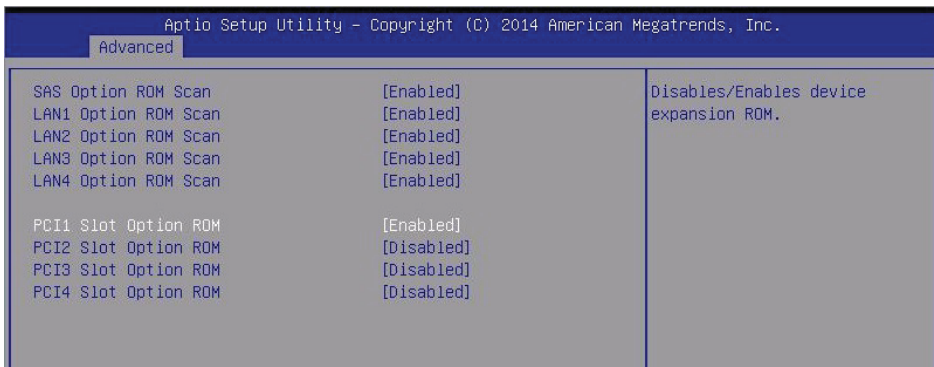 Aptio Setup Utility - Copyright (C) 2014 American Megatrends, Inc.
Advanced
SAS Option ROM Scan [Enabled]
LAN1 Option ROM Scan [Enabled]
LAN2 Option ROM Scan [Enabled]
LAN3 Option ROM Scan [Enabled]
LAN4 Option ROM Scan [Enabled]
PCI1 Slot Option ROM [Enabled]
PCI2 Slot Option ROM [Disabled]
PCI3 Slot Option ROM [Disabled]
PCI4 Slot Option ROM [Disabled]
Disables/Enables device
expansion ROM.